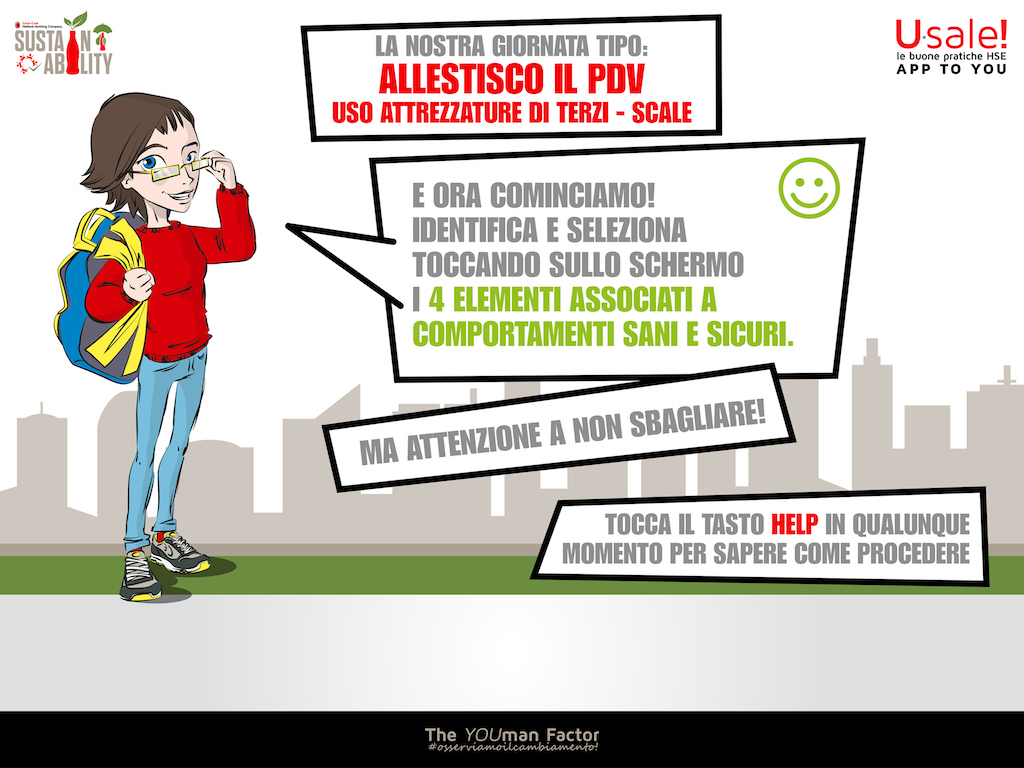 Coca-Cola
Hellenic Bottling Company
SUSTAIN
ABILITY
LA NOSTRA GIORNATA TIPO:
ALLESTISCO IL PDV
USO ATTREZZATURE DI TERZI - SCALE
U•sale!
le buone pratiche HSE
APP TO YOU
E ORA COMINCIAMO!
IDENTIFICA E SELEZIONA
TOCCANDO SULLO SCHERMO
I 4 ELEMENTI ASSOCIATI A
COMPORTAMENTI SANI E SICURI.
MA ATTENZIONE A NON SBAGLIARE!
TOCCA IL TASTO HELP IN QUALUNQUE
MOMENTO PER SAPERE COME PROCEDERE
The YOUman Factor
#osserviamoilcambiamento!